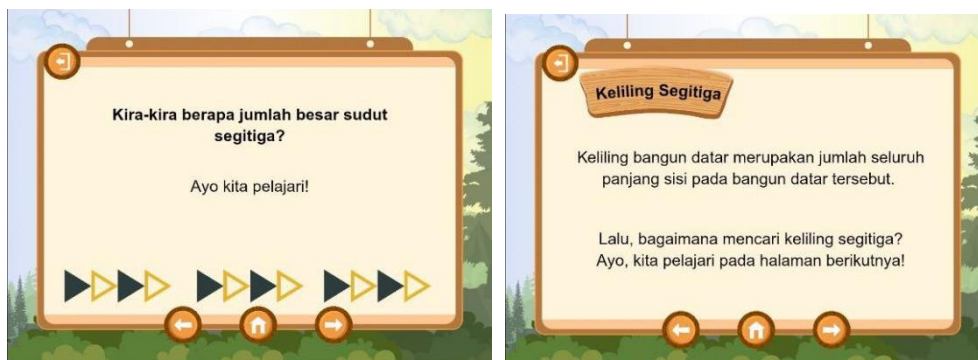 Kira-kira berapa jumlah besar sudut
segitiga?
Ayo kita pelajari!
Keliling Segitiga
Keliling bangun datar merupakan jumlah seluruh
panjang sisi pada bangun datar tersebut.
Lalu, bagaimana mencari keliling segitiga?
Ayo, kita pelajari pada halaman berikutnya!